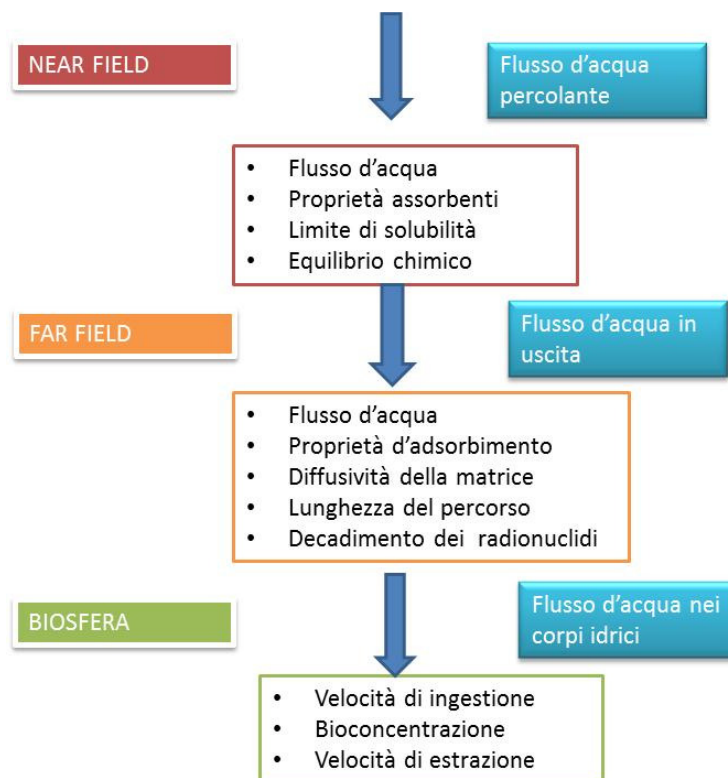 NEAR FIELD
Flusso d'acqua
percolante
• Flusso d'acqua
• Proprietà assorbenti
• Limite di solubilità
• Equilibrio chimico
FAR FIELD
Flusso d'acqua in
uscita
• Flusso d'acqua
• Proprietà d'adsorbimento
• Diffusività della matrice
• Lunghezza del percorso
• Decadimento dei radionuclidi
BIOSFERA
Flusso d'acqua nei
corpi idrici
• Velocità di ingestione
• Bioconcentrazione
• Velocità di estrazione